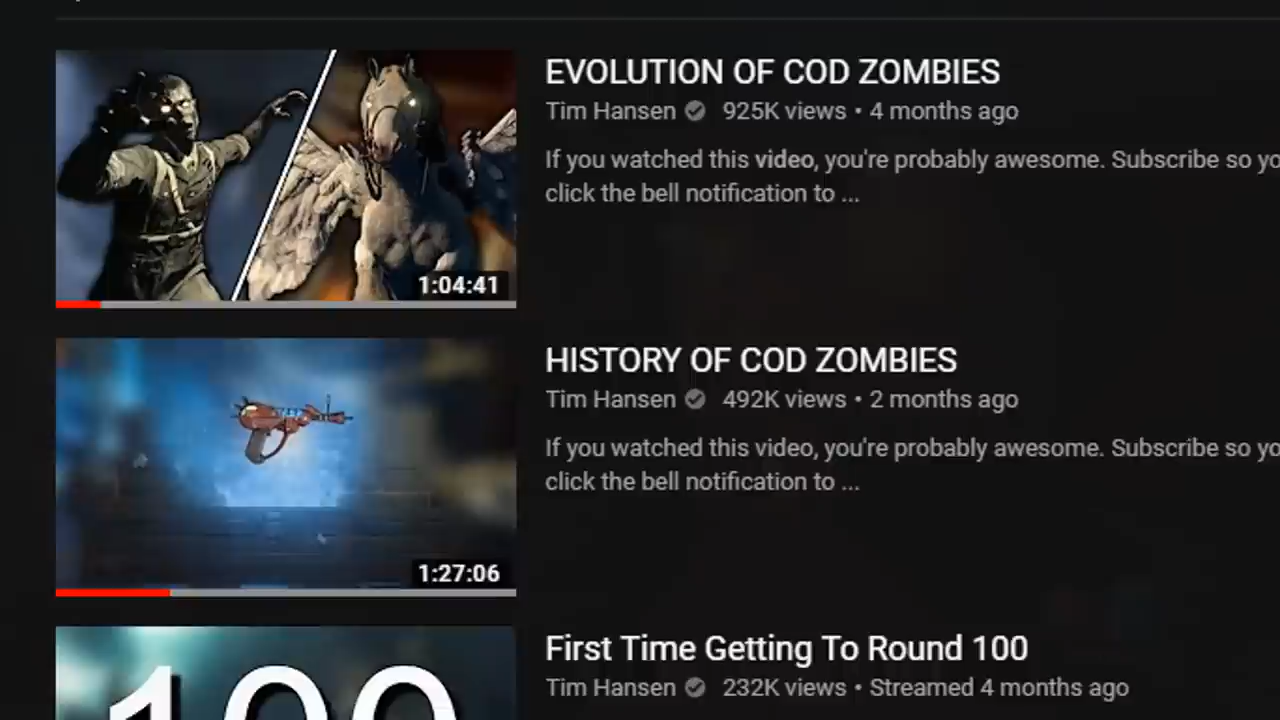 EVOLUTION OF COD ZOMBIES
Tim Hansen 925K views • 4 months ago
If you watched this video, you're probably awesome. Subscribe so yo
click the bell notification to ...
1:04:41
HISTORY OF COD ZOMBIES
Tim Hansen 492K views • 2 months ago
If you watched this video, you're probably awesome. Subscribe so yo
click the bell notification to ...
1:27:06
First Time Getting To Round 100
Tim Hansen 232K views • Streamed 4 months ago
100